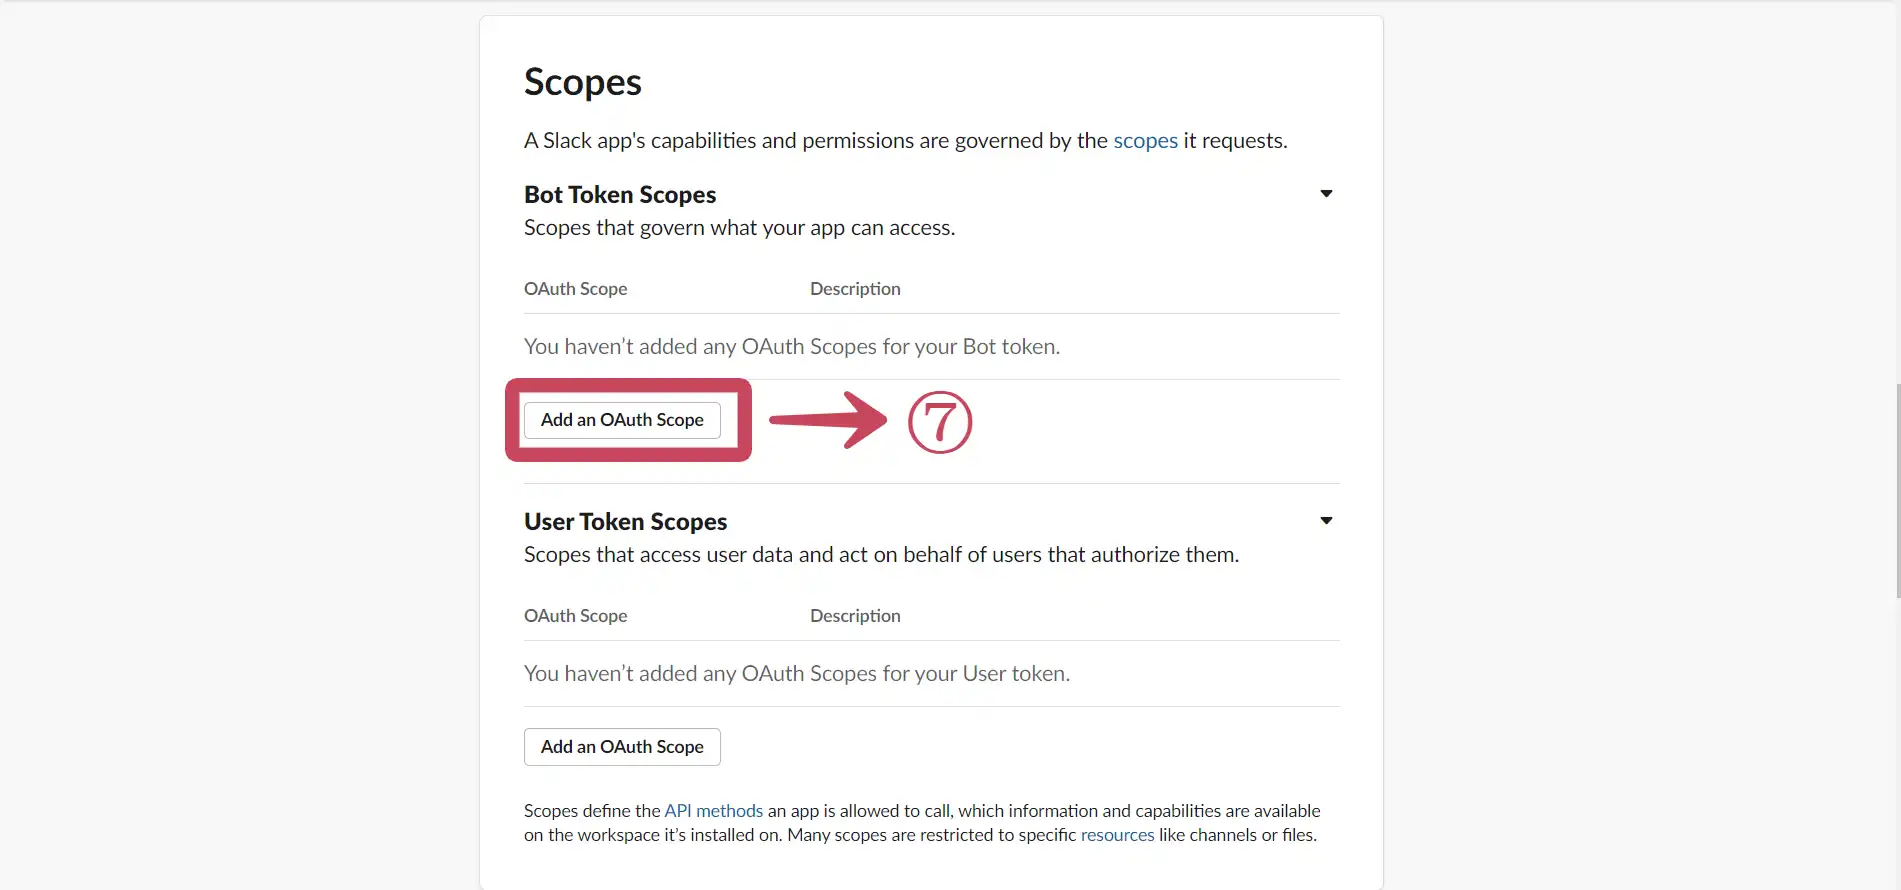 Scopes
A Slack app's capabilities and permissions are governed by the scopes it requests.
Bot Token Scopes
Scopes that govern what your app can access.
OAuth Scope Description
You haven’t added any OAuth Scopes for your Bot token.
Add an OAuth Scope ⑦
User Token Scopes
Scopes that access user data and act on behalf of users that authorize them.
OAuth Scope Description
You haven’t added any OAuth Scopes for your User token.
Add an OAuth Scope
Scopes define the API methods an app is allowed to call, which information and capabilities are available
on the workspace it’s installed on. Many scopes are restricted to specific resources like channels or files.